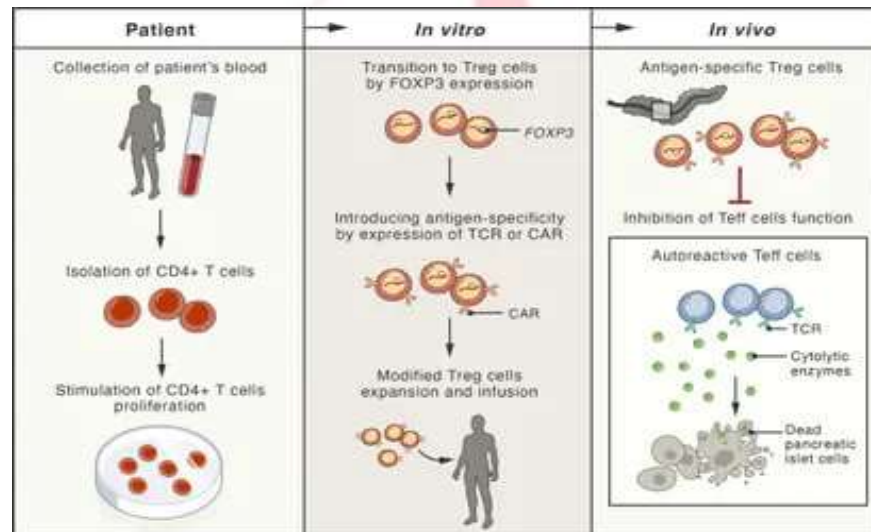 Patient
In vitro
In vivo
Collection of patient's blood
Isolation of CD4+ T cells
Stimulation of CD4+ T cells
proliferation
Transition to Treg cells
by FOXP3 expression
FOXP3
Introducing antigen-specificity
by expression of TCR or CAR
CAR
Modified Treg cells
expansion and infusion
Antigen-specific Treg cells
Inhibition of Teff cells function
Autoreactive Teff cells
TCR
Cytolytic
enzymes
Dead
pancreatic
islet cells